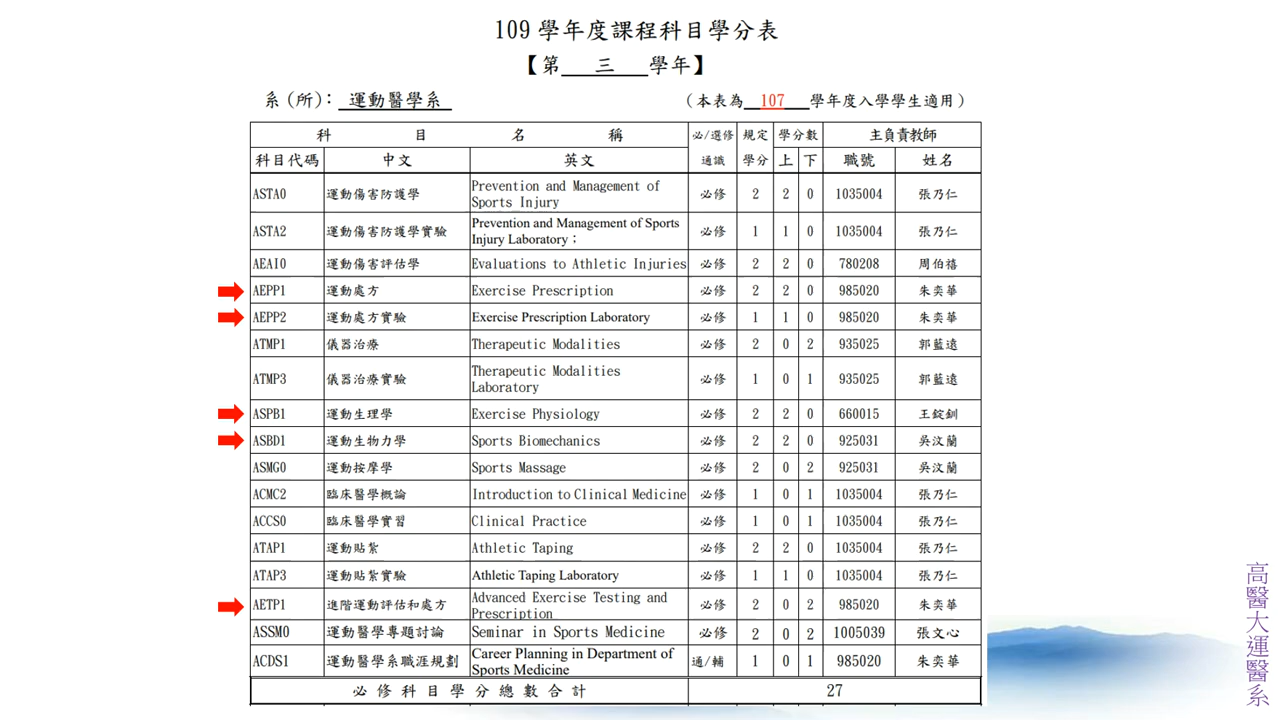 109 學年度課程科目學分表
【第 三 學年】
系(所)： 運動醫學系 （本表為 107 學年度入學學生適用）
科 目 名 稱 必/選修 規定 學分數 主負責教師
科目代碼 中文 英文 通識 學分 上 下 職號 姓名
ASTA0 運動傷害防護學 Prevention and Management of Sports Injury 必修 2 2 0 1035004 張乃仁
ASTA2 運動傷害防護學實驗 Prevention and Management of Sports Injury Laboratory； 必修 1 1 0 1035004 張乃仁
AEAI0 運動傷害評估學 Evaluations to Athletic Injuries 必修 2 2 0 780208 周伯禧
AEPP1 運動處方 Exercise Prescription 必修 2 2 0 985020 朱奕華
AEPP2 運動處方實驗 Exercise Prescription Laboratory 必修 1 1 0 985020 朱奕華
ATMP1 儀器治療 Therapeutic Modalities 必修 2 0 2 935025 郭藍遠
ATMP3 儀器治療實驗 Therapeutic Modalities Laboratory 必修 1 0 1 935025 郭藍遠
ASPB1 運動生理學 Exercise Physiology 必修 2 2 0 660015 王錠釧
ASBD1 運動生物力學 Sports Biomechanics 必修 2 2 0 925031 吳汶蘭
ASMG0 運動按摩學 Sports Massage 必修 2 0 2 925031 吳汶蘭
ACMC2 臨床醫學概論 Introduction to Clinical Medicine 必修 1 0 1 1035004 張乃仁
ACCS0 臨床醫學實習 Clinical Practice 必修 1 0 1 1035004 張乃仁
ATAP1 運動貼紮 Athletic Taping 必修 2 2 0 1035004 張乃仁
ATAP3 運動貼紮實驗 Athletic Taping Laboratory 必修 1 1 0 1035004 張乃仁
AETP1 進階運動評估和處方 Advanced Exercise Testing and Prescription 必修 2 0 2 985020 朱奕華
ASSM0 運動醫學專題討論 Seminar in Sports Medicine 必修 2 0 2 1005039 張文心
ACDS1 運動醫學系職涯規劃 Career Planning in Department of Sports Medicine 通/輔 1 0 1 985020 朱奕華
必修科目學分總數合計 27
高醫大運醫系